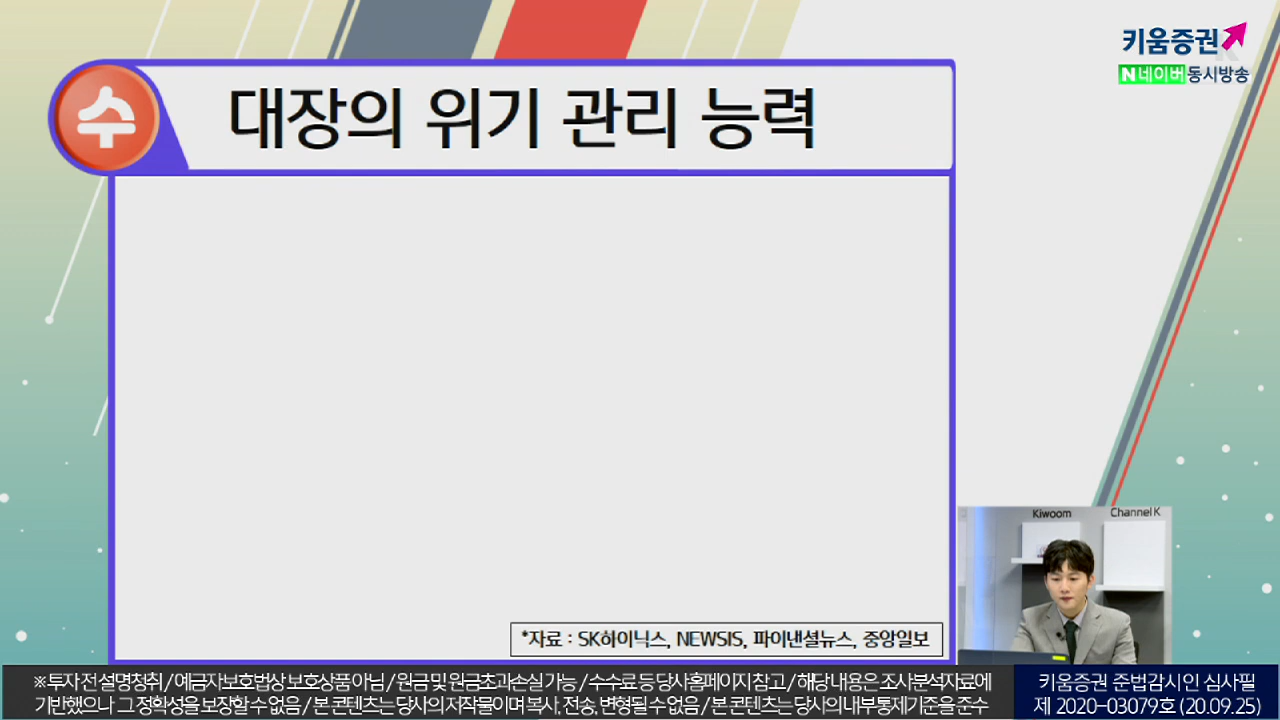 키움증권
N 네이버 동시방송
수
대장의 위기 관리 능력
*자료 : SK하이닉스, NEWSIS, 파이낸셜뉴스, 중앙일보
Kiwoom
Channel K
※ 투자 전 설명청취 / 예금자보호법상 보호상품 아님 / 원금 및 원금초과손실 가능 / 수수료 등 당사홈페이지 참고 / 해당 내용은 조사분석자료에
기반했으나 그 정확성을 보장할 수 없음 / 본 콘텐츠는 당사의 저작물이며 복사, 전송, 변형될 수 없음 / 본 콘텐츠는 당사의 내부통제기준을 준수
키움증권 준법감시인 심사필
제 2020-03079호 (20.09.25)